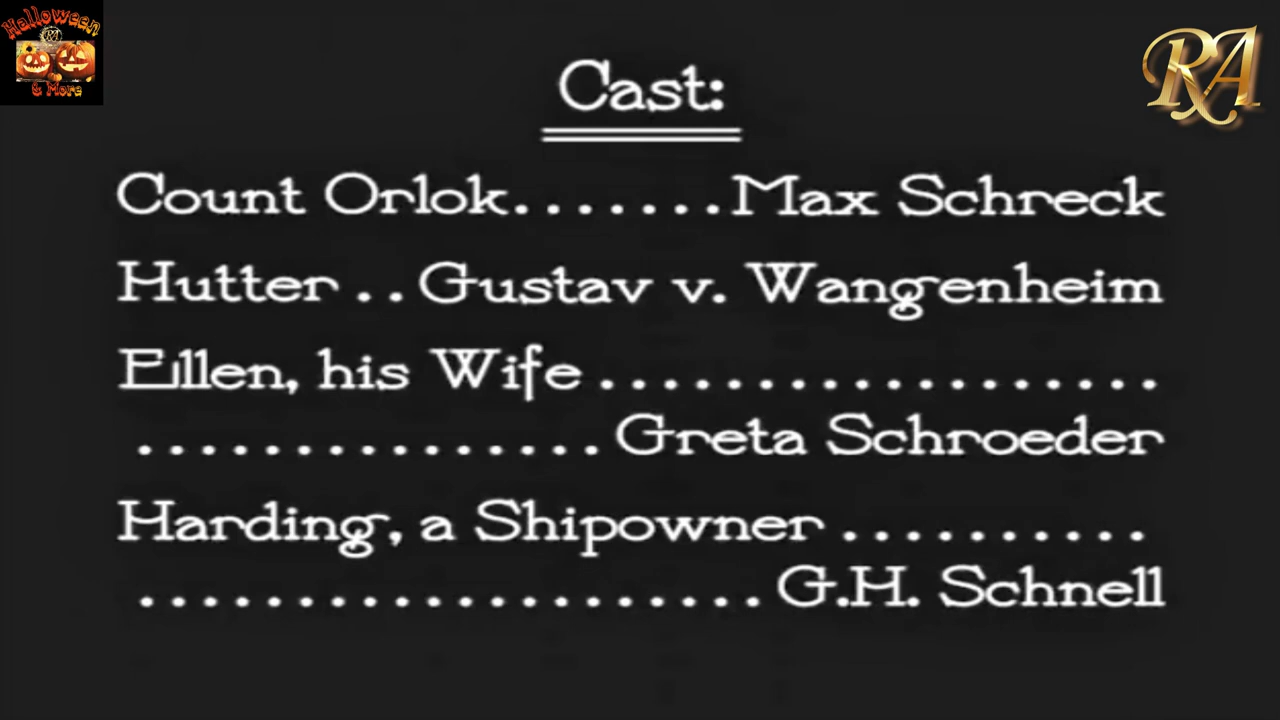 Halloween
RA
& More
RA
Cast:
Count Orlok.......Max Schreck
Hutter ..Gustav v. Wangenheim
Ellen, his Wife ..................
...............Greta Schroeder
Harding, a Shipowner ..........
....................G.H. Schnell